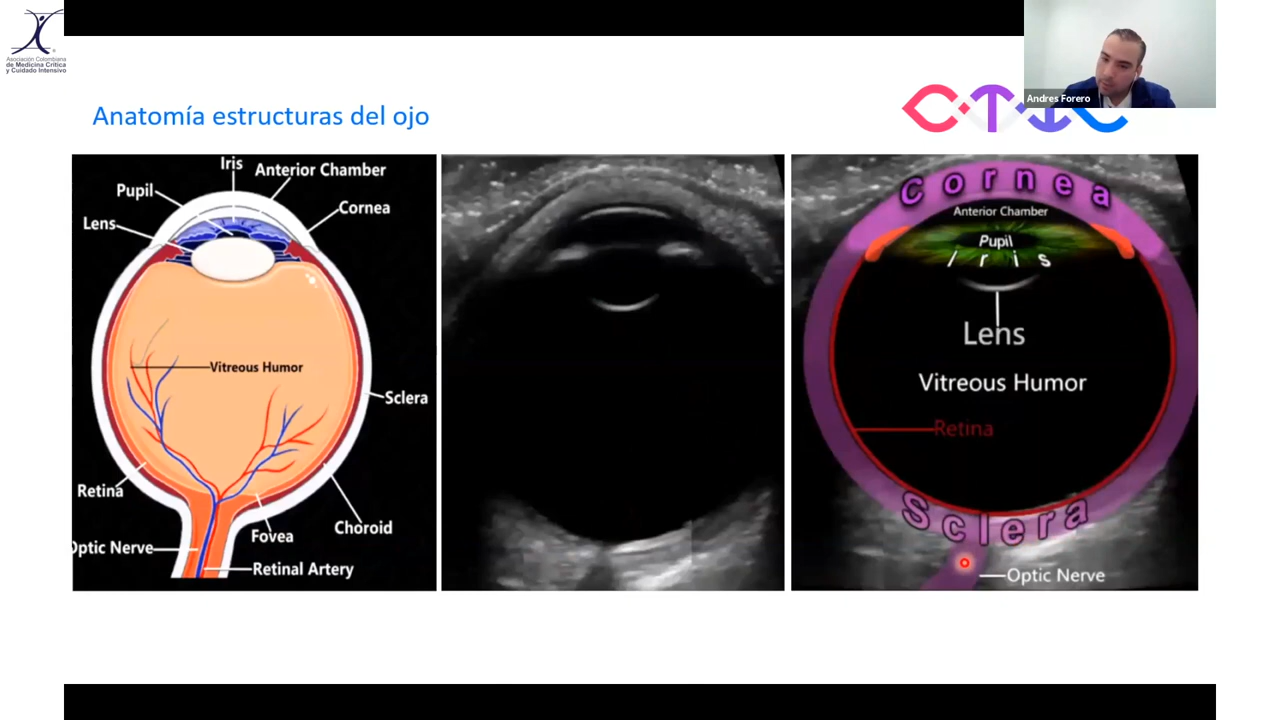 Asociación Colombiana
de Medicina Crítica
y Cuidado Intensivo
Andres Forero
CTIC
Anatomía estructuras del ojo
Iris
Anterior Chamber
Pupil
Cornea
Lens
Vitreous Humor
Sclera
Retina
Choroid
Fovea
Optic Nerve
Retinal Artery
Cornea
Anterior Chamber
Pupil
Iris
Lens
Vitreous Humor
Retina
Sclera
Optic Nerve